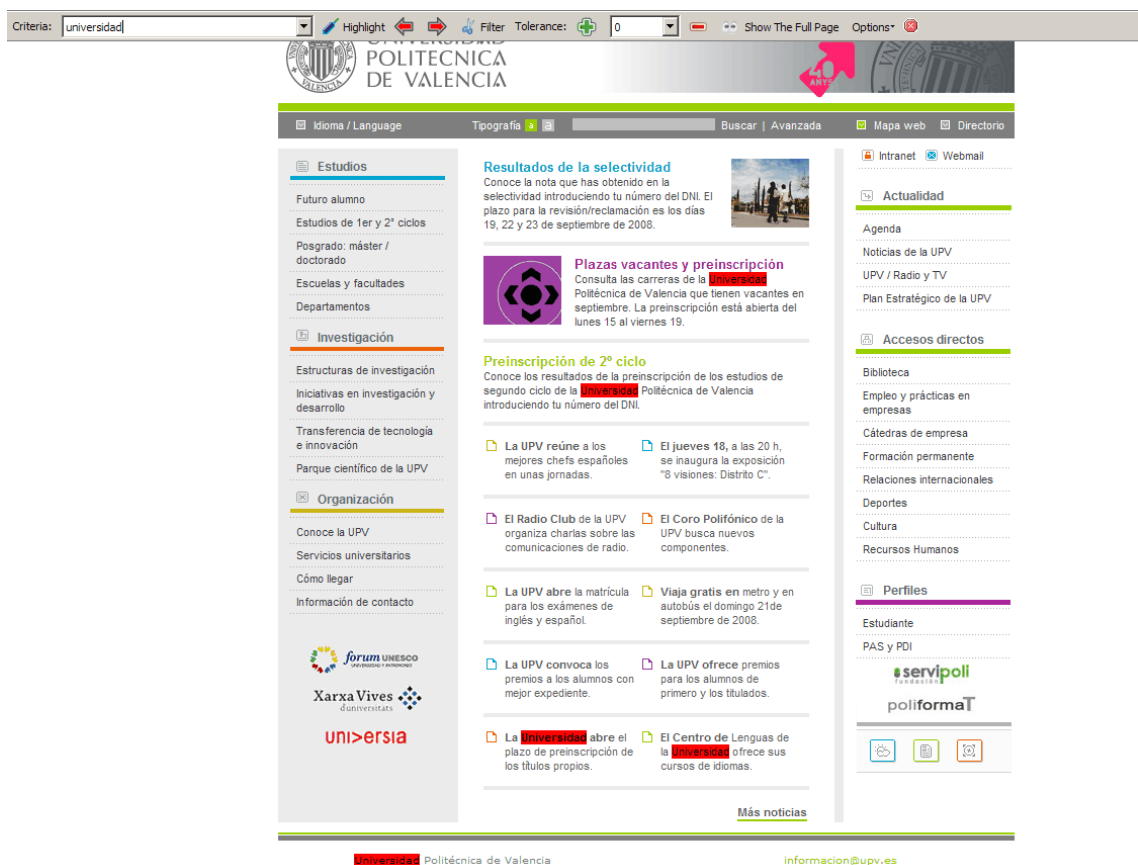 Criteria: universidad Highlight Filter Tolerance: 0 Show The Full Page Options
UNIVERSIDAD
POLITECNICA
DE VALENCIA
VALENCIA
40
ANYS
Idioma / Language Tipografía a a Buscar | Avanzada Mapa web Directorio
Estudios
Futuro alumno
Estudios de 1er y 2º ciclos
Posgrado: máster /
doctorado
Escuelas y facultades
Departamentos
Investigación
Estructuras de investigación
Iniciativas en investigación y
desarrollo
Transferencia de tecnología
e innovación
Parque científico de la UPV
Organización
Conoce la UPV
Servicios universitarios
Cómo llegar
Información de contacto
forum UNESCO
UNIVERSIDAD Y PATRIMONIO
Xarxa Vives
d'universitats
uni>ersia
Resultados de la selectividad
Conoce la nota que has obtenido en la
selectividad introduciendo tu número del DNI. El
plazo para la revisión/reclamación es los días
19, 22 y 23 de septiembre de 2008.
Plazas vacantes y preinscripción
Consulta las carreras de la Universidad
Politécnica de Valencia que tienen vacantes en
septiembre. La preinscripción está abierta del
lunes 15 al viernes 19.
Preinscripción de 2º ciclo
Conoce los resultados de la preinscripción de los estudios de
segundo ciclo de la Universidad Politécnica de Valencia
introduciendo tu número del DNI.
La UPV reúne a los
mejores chefs españoles
en unas jornadas.
El jueves 18, a las 20 h,
se inaugura la exposición
"8 visiones: Distrito C".
El Radio Club de la UPV
organiza charlas sobre las
comunicaciones de radio.
El Coro Polifónico de la
UPV busca nuevos
componentes.
La UPV abre la matrícula
para los exámenes de
inglés y español.
Viaja gratis en metro y en
autobús el domingo 21de
septiembre de 2008.
La UPV convoca los
premios a los alumnos con
mejor expediente.
La UPV ofrece premios
para los alumnos de
primero y los titulados.
La Universidad abre el
plazo de preinscripción de
los títulos propios.
El Centro de Lenguas de
la Universidad ofrece sus
cursos de idiomas.
Más noticias
Intranet Webmail
Actualidad
Agenda
Noticias de la UPV
UPV / Radio y TV
Plan Estratégico de la UPV
Accesos directos
Biblioteca
Empleo y prácticas en
empresas
Cátedras de empresa
Formación permanente
Relaciones internacionales
Deportes
Cultura
Recursos Humanos
Perfiles
Estudiante
PAS y PDI
servipoli
fundación
poliformaT
Universidad Politécnica de Valencia informacion@upv.es